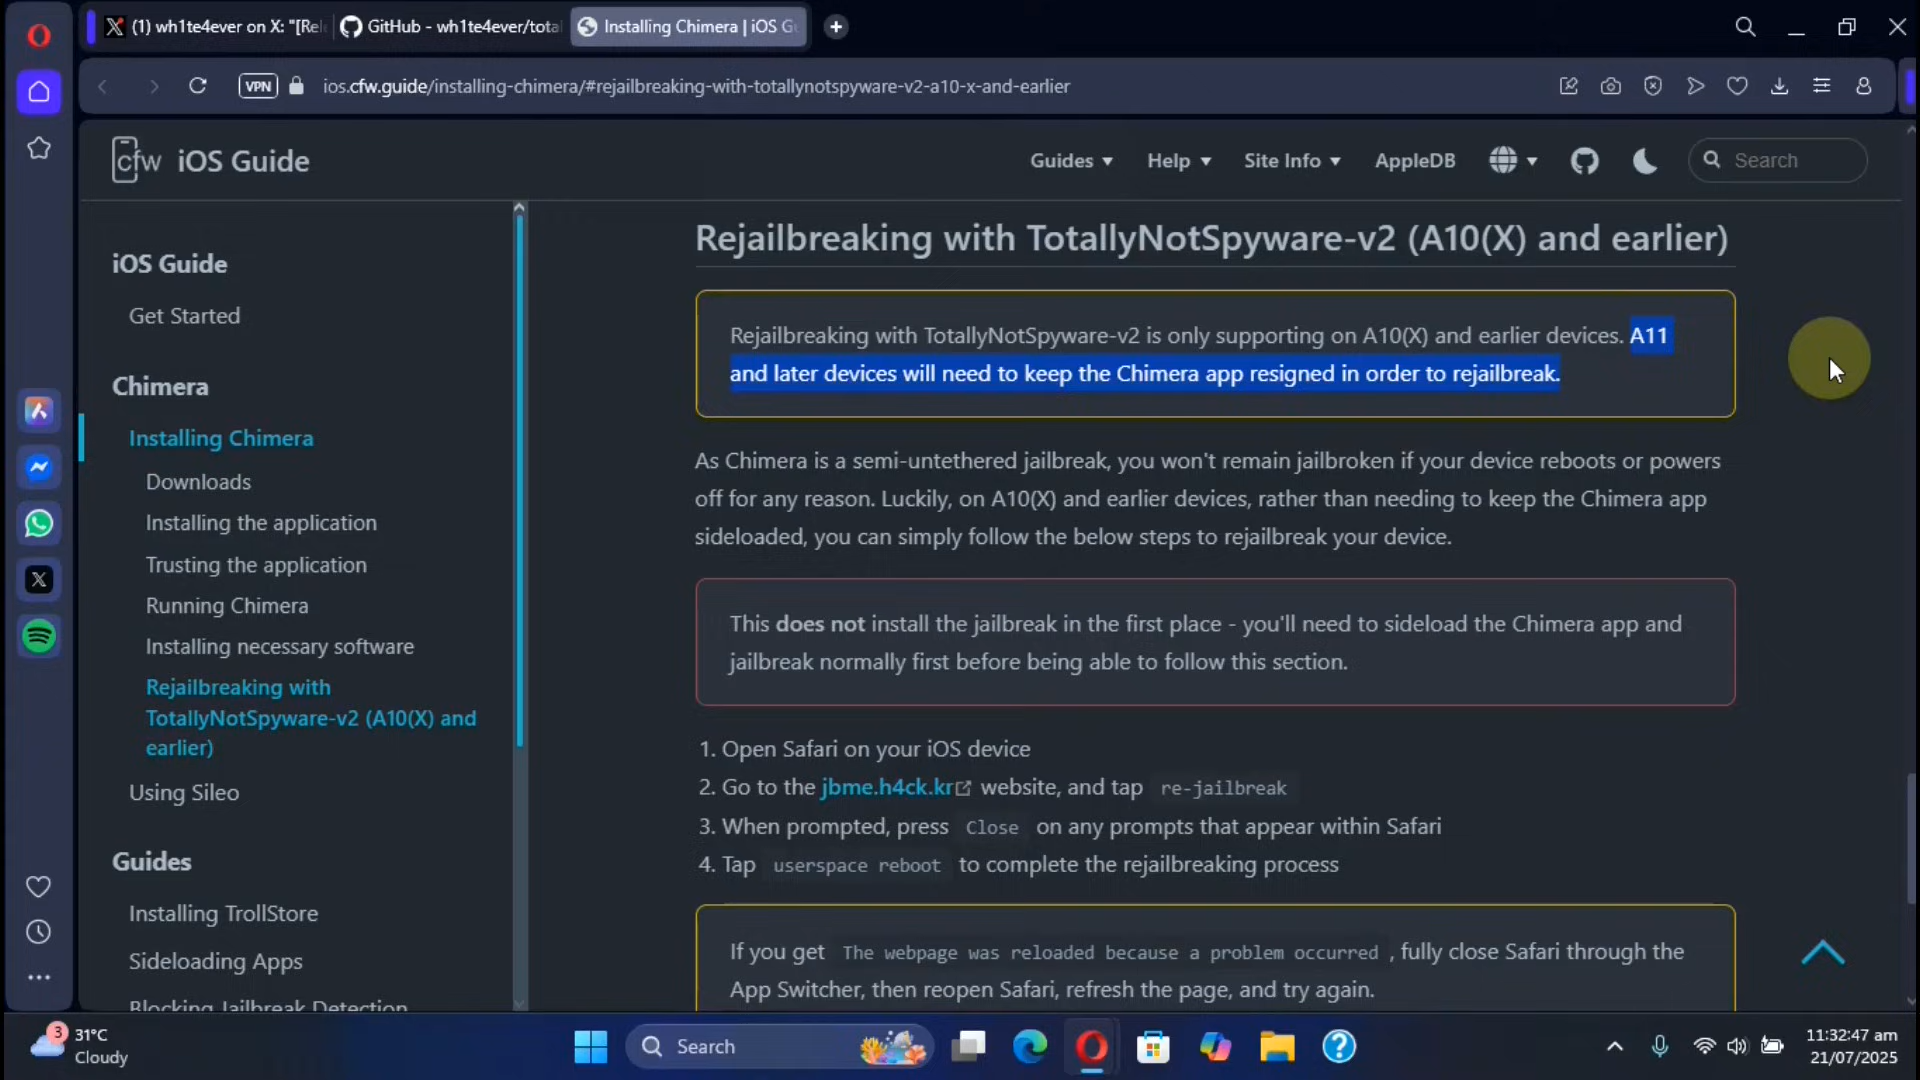 (1) wh1te4ever on X: "[Rel
GitHub - wh1te4ever/tota
Installing Chimera | iOS G
VPN
ios.cfw.guide/installing-chimera/#rejailbreaking-with-totallynotspyware-v2-a10-x-and-earlier
cfw iOS Guide
Guides
Help
Site Info
AppleDB
Search
iOS Guide
Get Started
Chimera
Installing Chimera
Downloads
Installing the application
Trusting the application
Running Chimera
Installing necessary software
Rejailbreaking with
TotallyNotSpyware-v2 (A10(X) and
earlier)
Using Sileo
Guides
Installing TrollStore
Sideloading Apps
Blocking Jailbreak Detection
Rejailbreaking with TotallyNotSpyware-v2 (A10(X) and earlier)
Rejailbreaking with TotallyNotSpyware-v2 is only supporting on A10(X) and earlier devices. A11
and later devices will need to keep the Chimera app resigned in order to rejailbreak.
As Chimera is a semi-untethered jailbreak, you won't remain jailbroken if your device reboots or powers
off for any reason. Luckily, on A10(X) and earlier devices, rather than needing to keep the Chimera app
sideloaded, you can simply follow the below steps to rejailbreak your device.
This does not install the jailbreak in the first place - you'll need to sideload the Chimera app and
jailbreak normally first before being able to follow this section.
1. Open Safari on your iOS device
2. Go to the jbme.h4ck.kr website, and tap re-jailbreak
3. When prompted, press Close on any prompts that appear within Safari
4. Tap userspace reboot to complete the rejailbreaking process
If you get The webpage was reloaded because a problem occurred , fully close Safari through the
App Switcher, then reopen Safari, refresh the page, and try again.
3
31°C
Cloudy
Search
11:32:47 am
21/07/2025